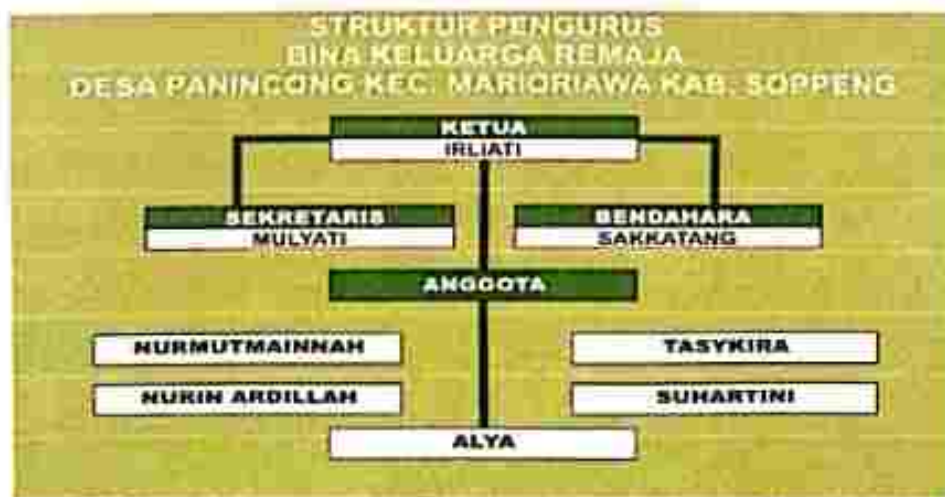 STRUKTUR PENGURUS
BINA KELUARGA REMAJA
DESA PANINCONG KEC. MARIORIAWA KAB. SOPPENG
KETUA
IRLIATI
SEKRETARIS
MULYATI
BENDAHARA
SAKKATANG
ANGGOTA
NURMUTMAINNAH
TASYKIRA
NURIN ARDILLAH
SUHARTINI
ALYA